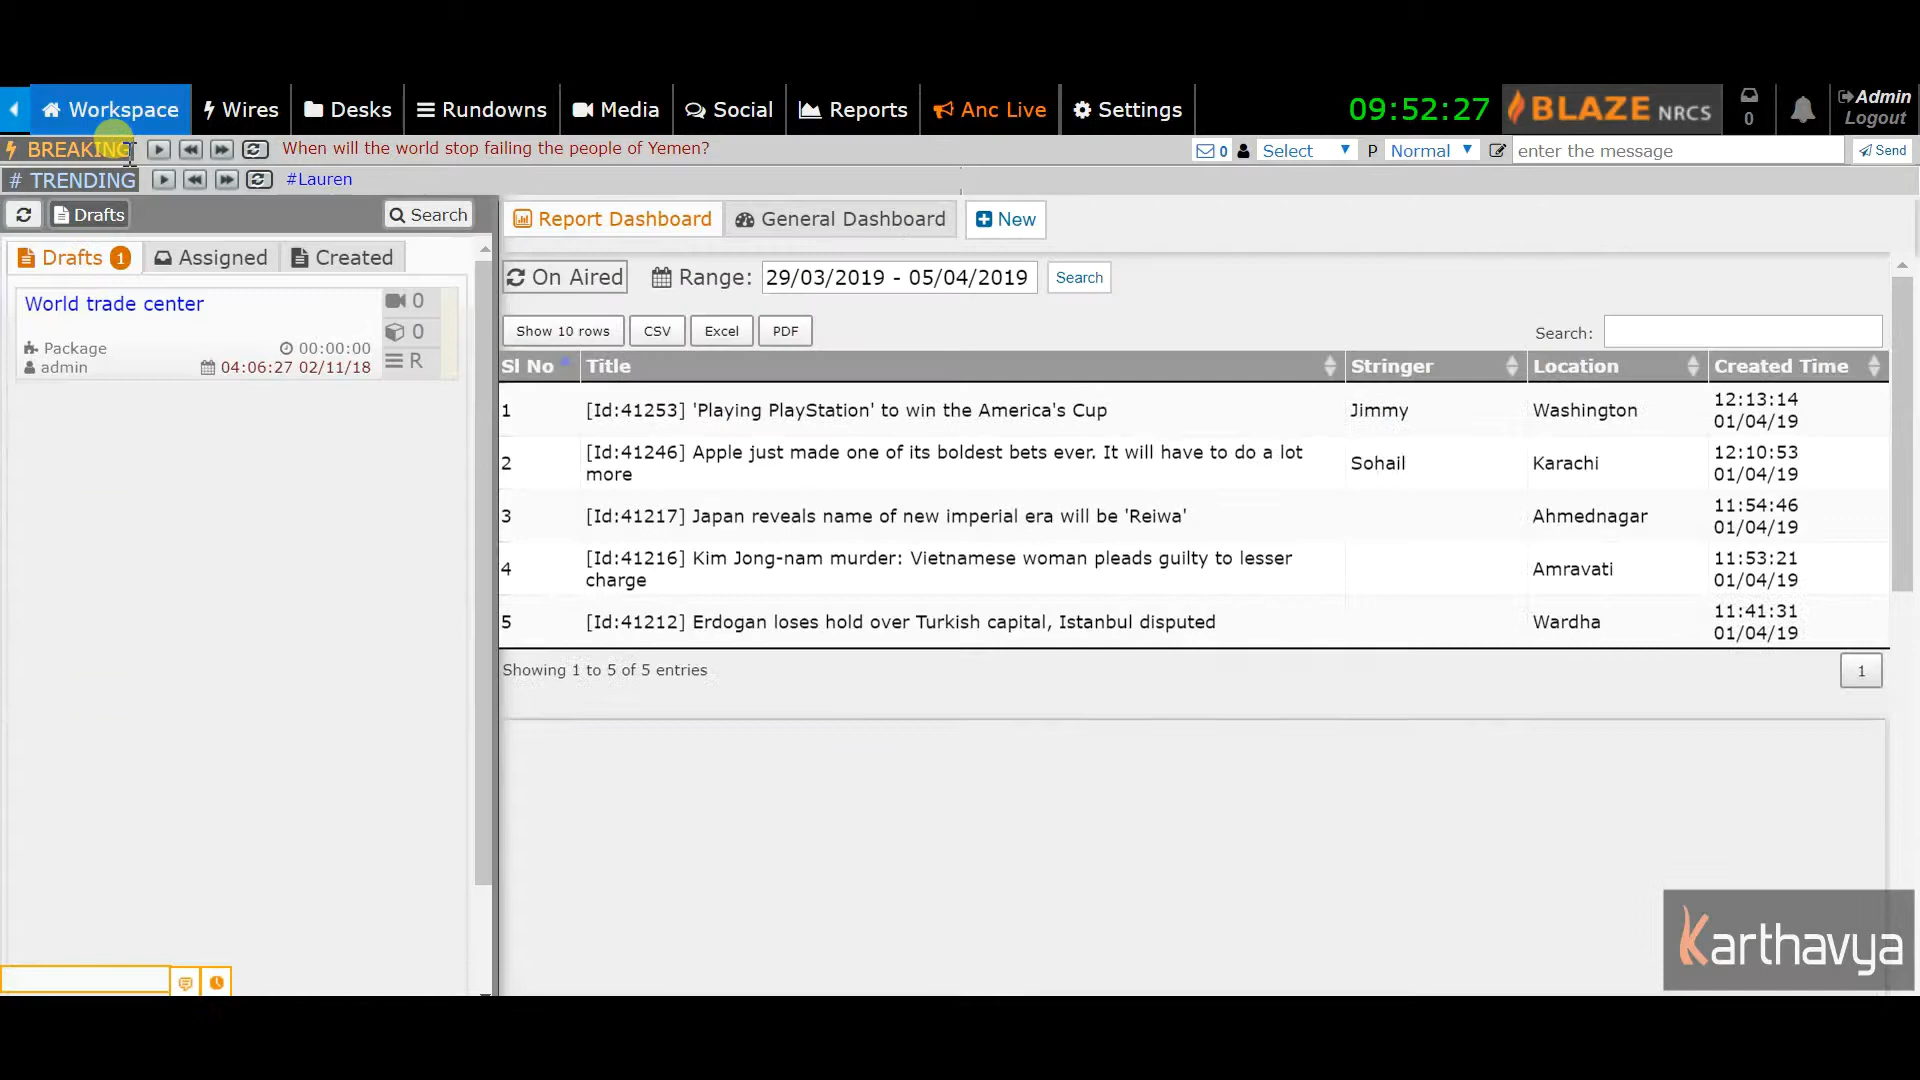 Workspace Wires Desks Rundowns Media Social Reports Anc Live Settings 09:52:27 BLAZE NRCS 0 Admin Logout
BREAKING When will the world stop failing the people of Yemen? 0 Select P Normal enter the message Send
# TRENDING #Lauren
Drafts Search
Drafts 1 Assigned Created
World trade center 0
0
Package 00:00:00
admin 04:06:27 02/11/18 R
Report Dashboard General Dashboard New
On Aired Range: 29/03/2019 - 05/04/2019 Search
Show 10 rows CSV Excel PDF Search:
Sl No Title Stringer Location Created Time
1 [Id:41253] 'Playing PlayStation' to win the America's Cup Jimmy Washington 12:13:14
01/04/19
2 [Id:41246] Apple just made one of its boldest bets ever. It will have to do a lot
more Sohail Karachi 12:10:53
01/04/19
3 [Id:41217] Japan reveals name of new imperial era will be 'Reiwa' Ahmednagar 11:54:46
01/04/19
4 [Id:41216] Kim Jong-nam murder: Vietnamese woman pleads guilty to lesser
charge Amravati 11:53:21
01/04/19
5 [Id:41212] Erdogan loses hold over Turkish capital, Istanbul disputed Wardha 11:41:31
01/04/19
Showing 1 to 5 of 5 entries 1
Karthavya